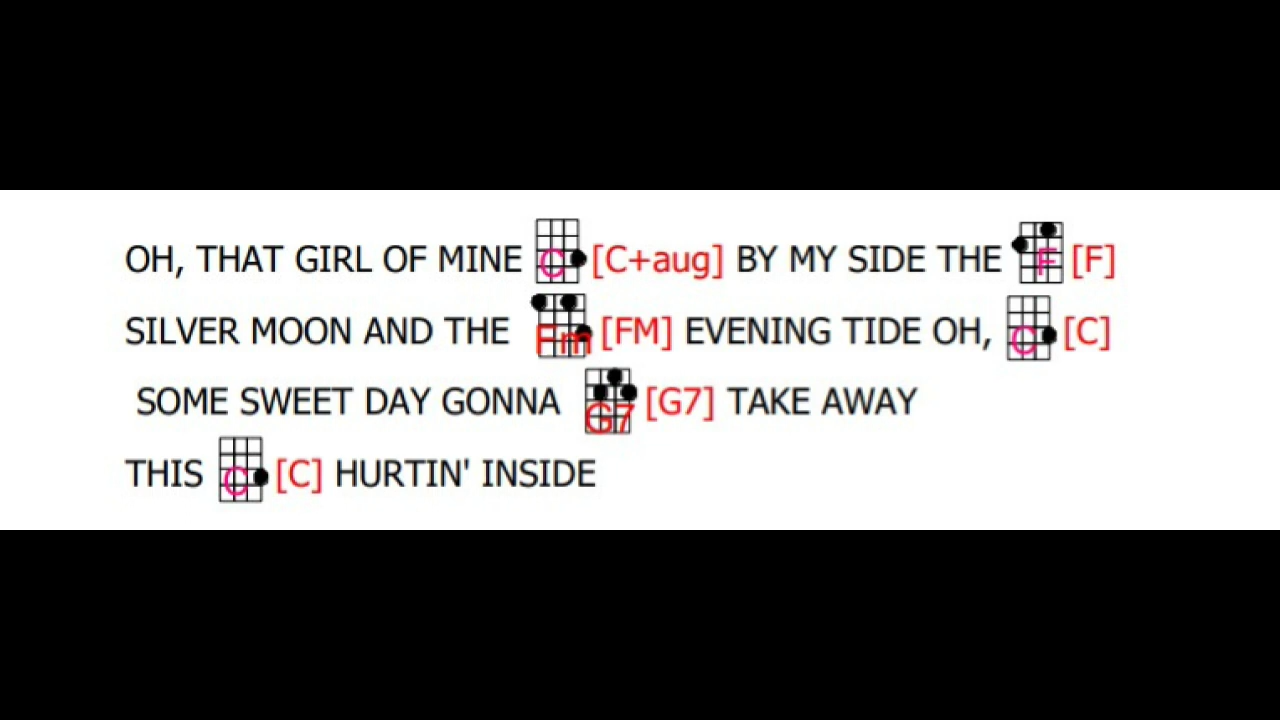 OH, THAT GIRL OF MINE C [C+aug] BY MY SIDE THE F [F]
SILVER MOON AND THE Fm [FM] EVENING TIDE OH, C [C]
SOME SWEET DAY GONNA G7 [G7] TAKE AWAY
THIS C [C] HURTIN' INSIDE